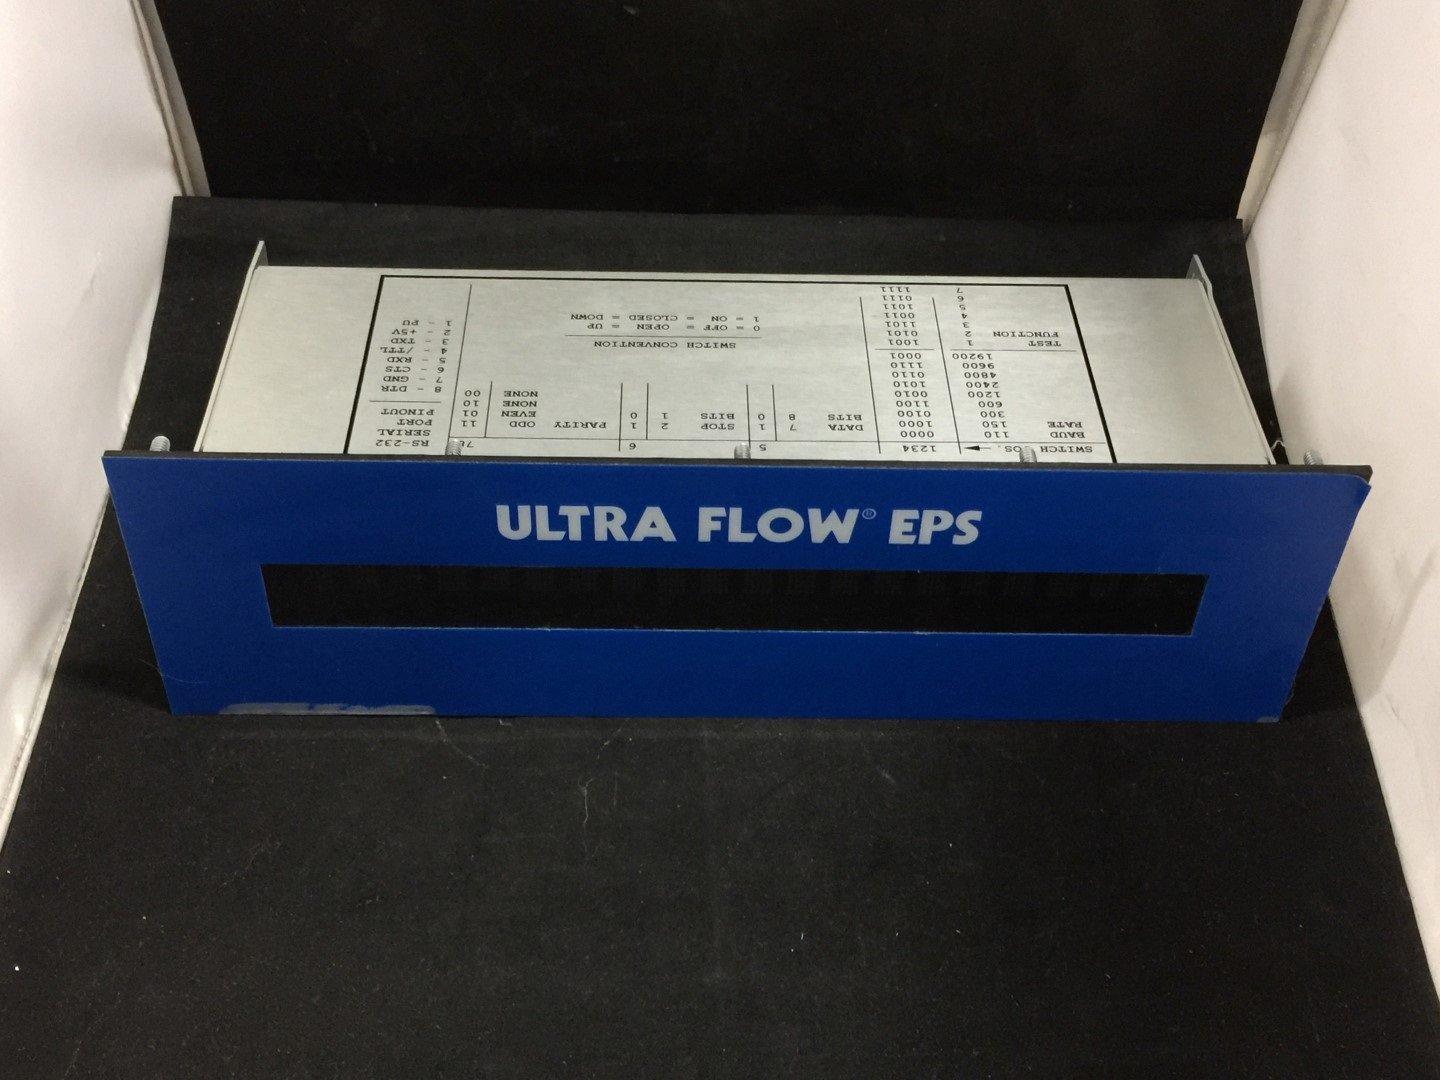 ULTRA FLOW® EPS
SWITCH OS. 1234 5 6 7 RS-232
BAUD 110 0000 SERIAL
RATE 150 1000 DATA 7 1 STOP 2 1 PARITY ODD 11 PORT
300 0100 BITS 8 0 BITS 1 0 EVEN 01 PINOUT
600 1100 NONE 10
1200 0010 NONE 00 8 - DTR
2400 1010 7 - GND
4800 0110 6 - CTS
9600 1110 5 - RXD
19200 0001 4 - /TTL
TEST 1 1001 SWITCH CONVENTION 3 - TXD
FUNCTION 2 0101 0 = OFF = OPEN = UP 2 - +5V
3 1101 1 = ON = CLOSED = DOWN 1 - PU
4 0011
5 1011
6 0111
7 1111